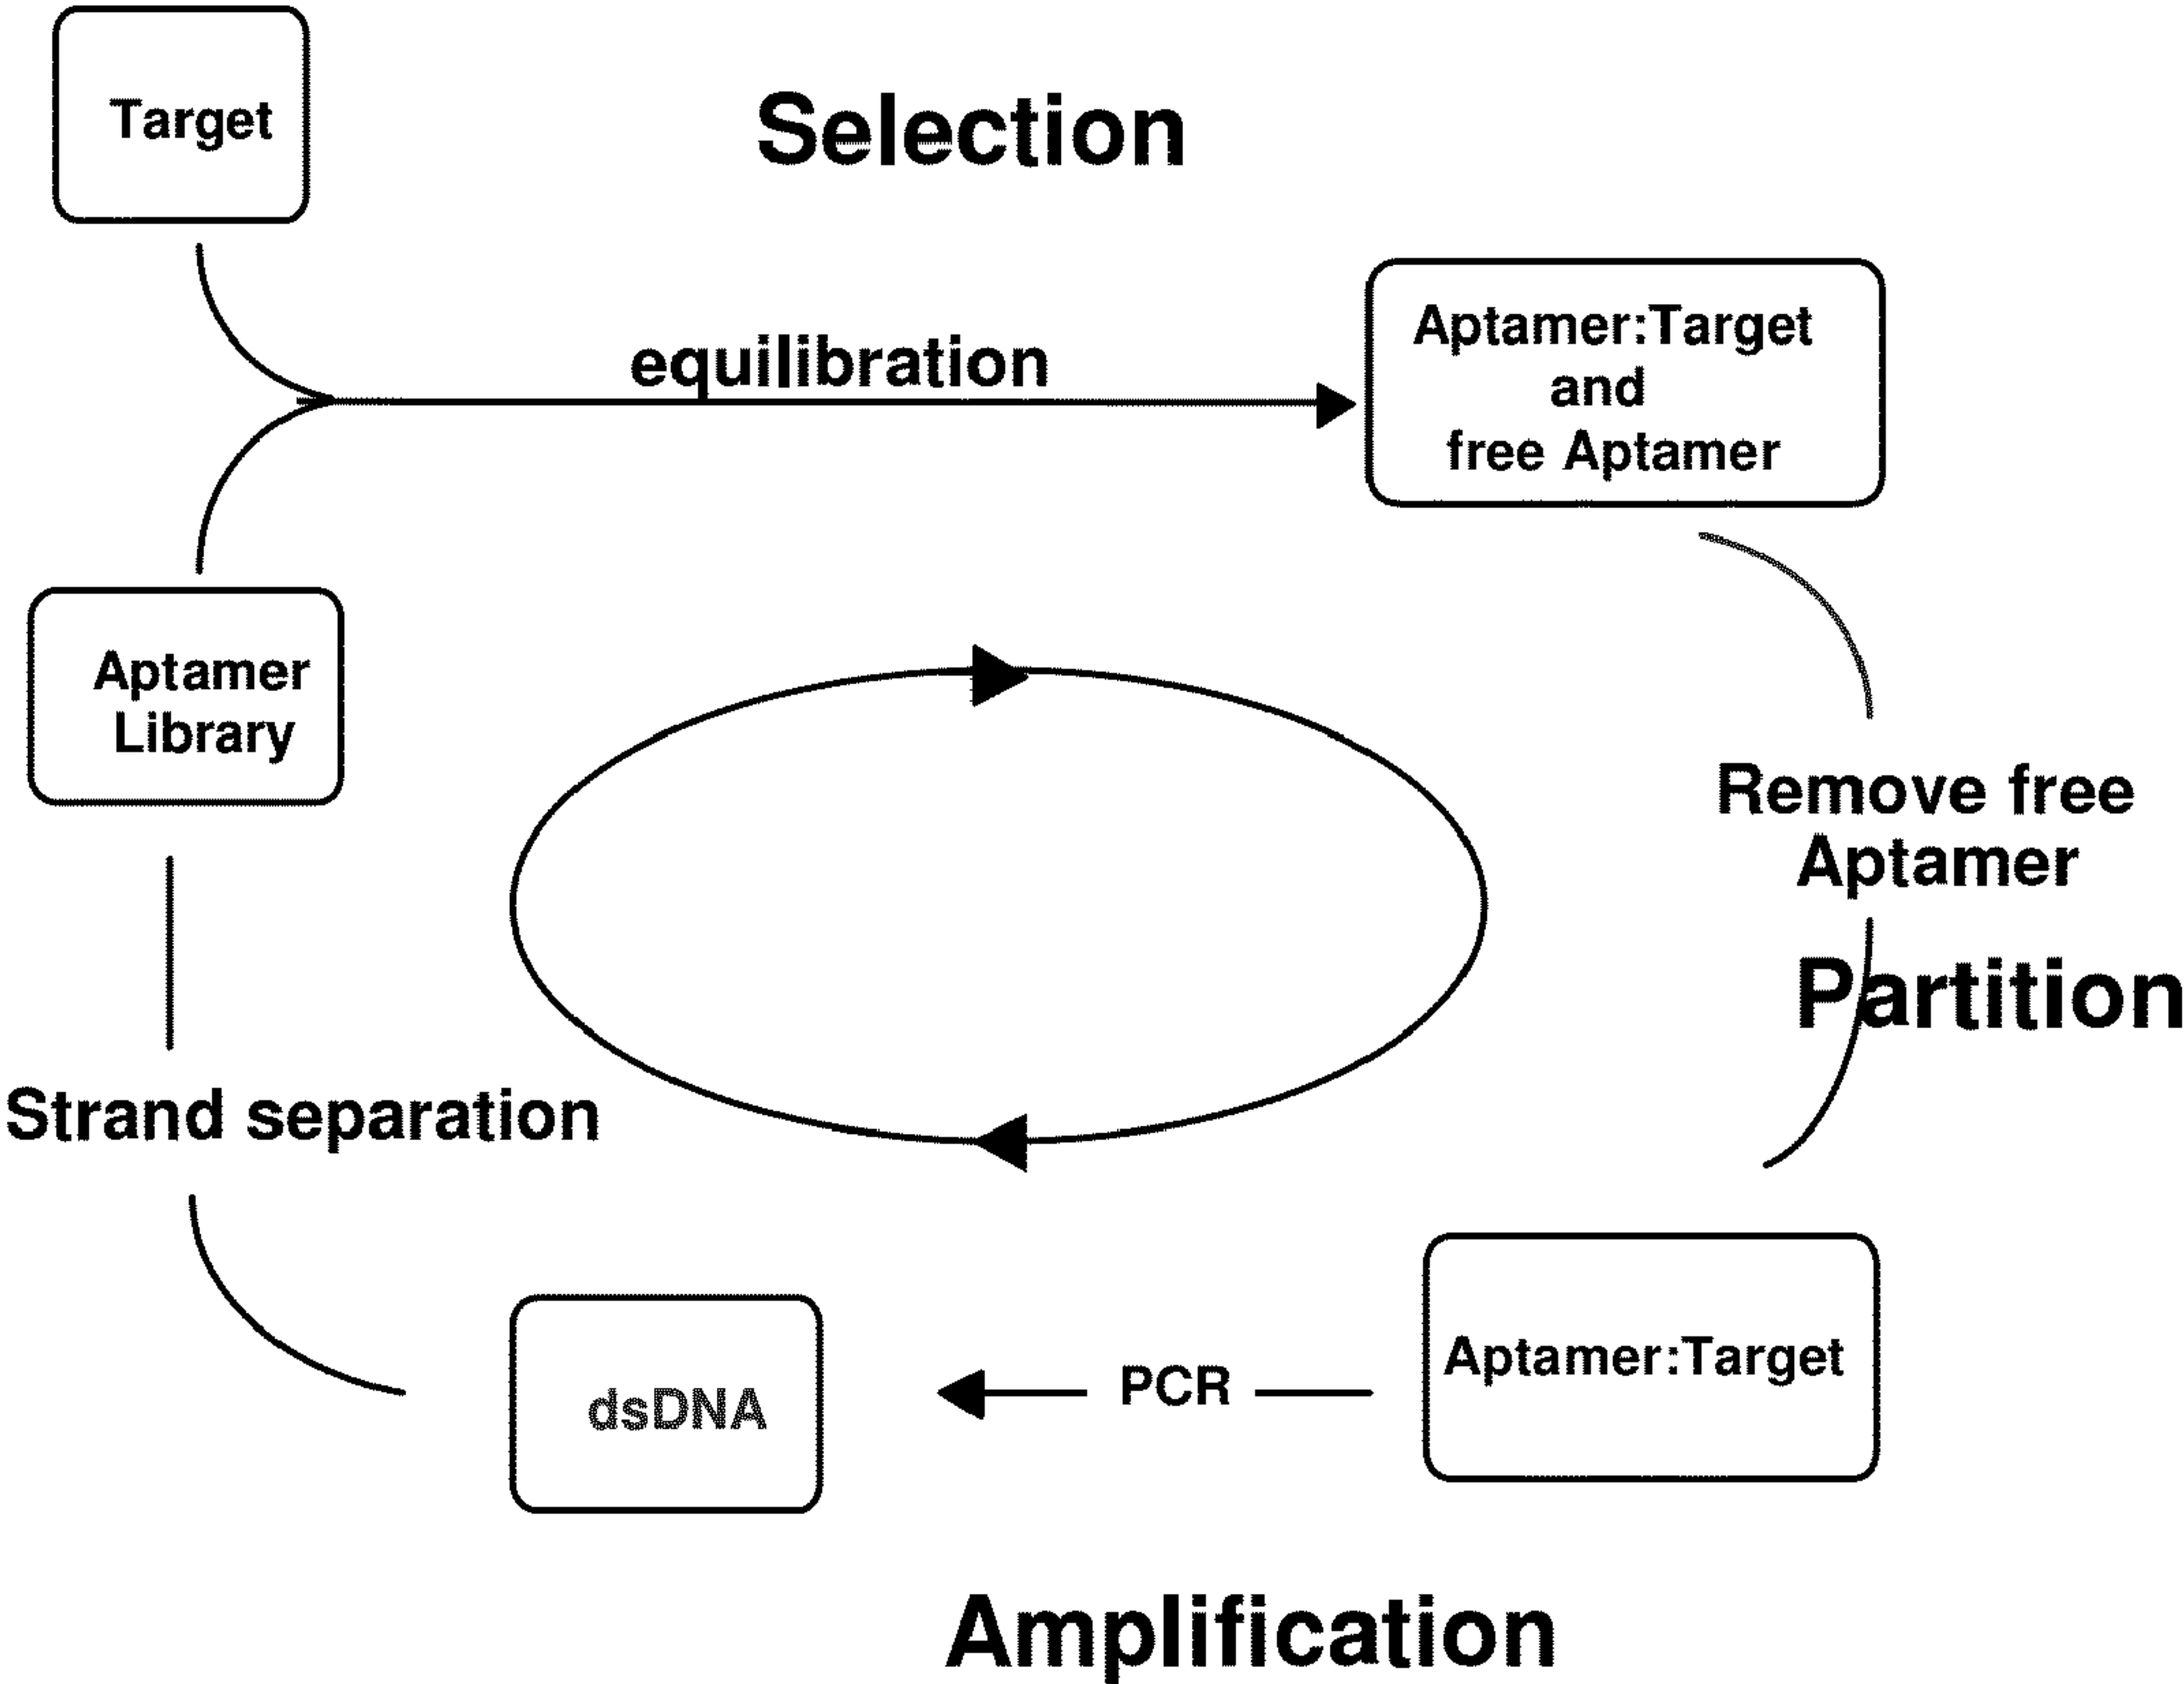 Target
Selection
equilibration
Aptamer:Target
and
free Aptamer
Aptamer
Library
Remove free
Aptamer
Partition
Strand separation
Aptamer:Target
PCR
dsDNA
Amplification